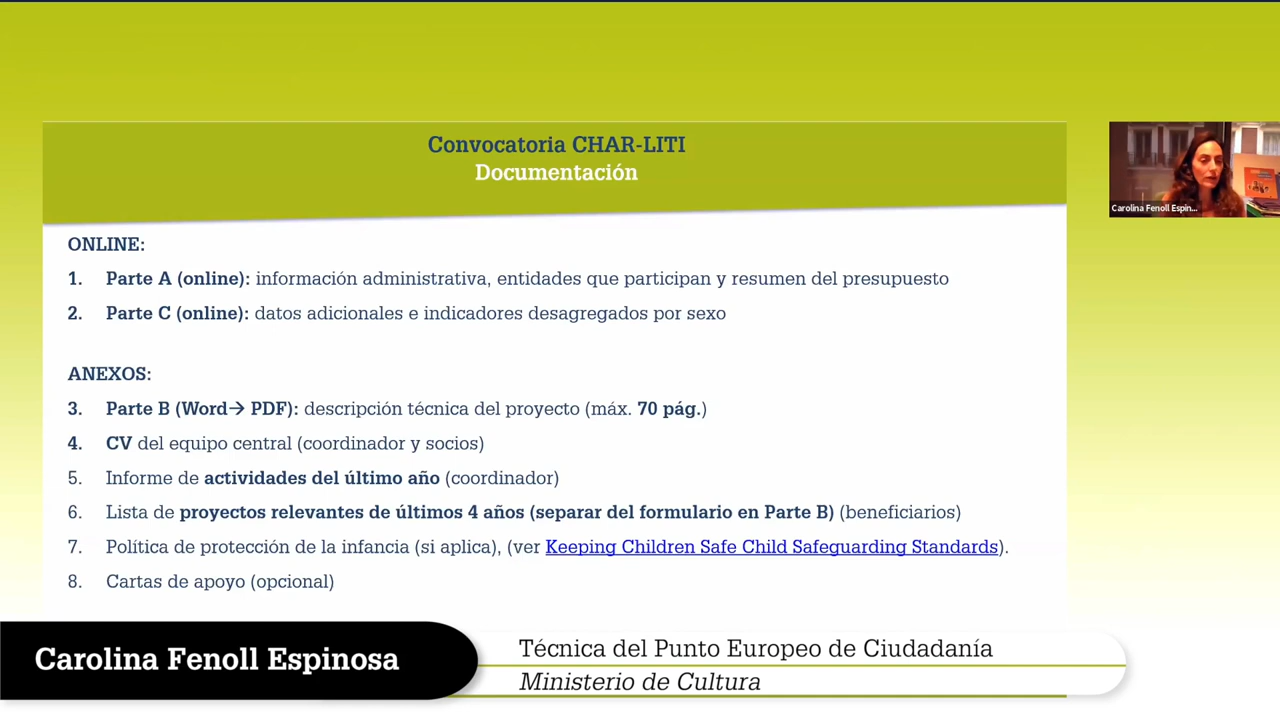 Convocatoria CHAR-LITI
Documentación
Carolina Fenoll Espin...
ONLINE:
1. Parte A (online): información administrativa, entidades que participan y resumen del presupuesto
2. Parte C (online): datos adicionales e indicadores desagregados por sexo
ANEXOS:
3. Parte B (Word→ PDF): descripción técnica del proyecto (máx. 70 pág.)
4. CV del equipo central (coordinador y socios)
5. Informe de actividades del último año (coordinador)
6. Lista de proyectos relevantes de últimos 4 años (separar del formulario en Parte B) (beneficiarios)
7. Política de protección de la infancia (si aplica), (ver Keeping Children Safe Child Safeguarding Standards).
8. Cartas de apoyo (opcional)
Carolina Fenoll Espinosa
Técnica del Punto Europeo de Ciudadanía
Ministerio de Cultura